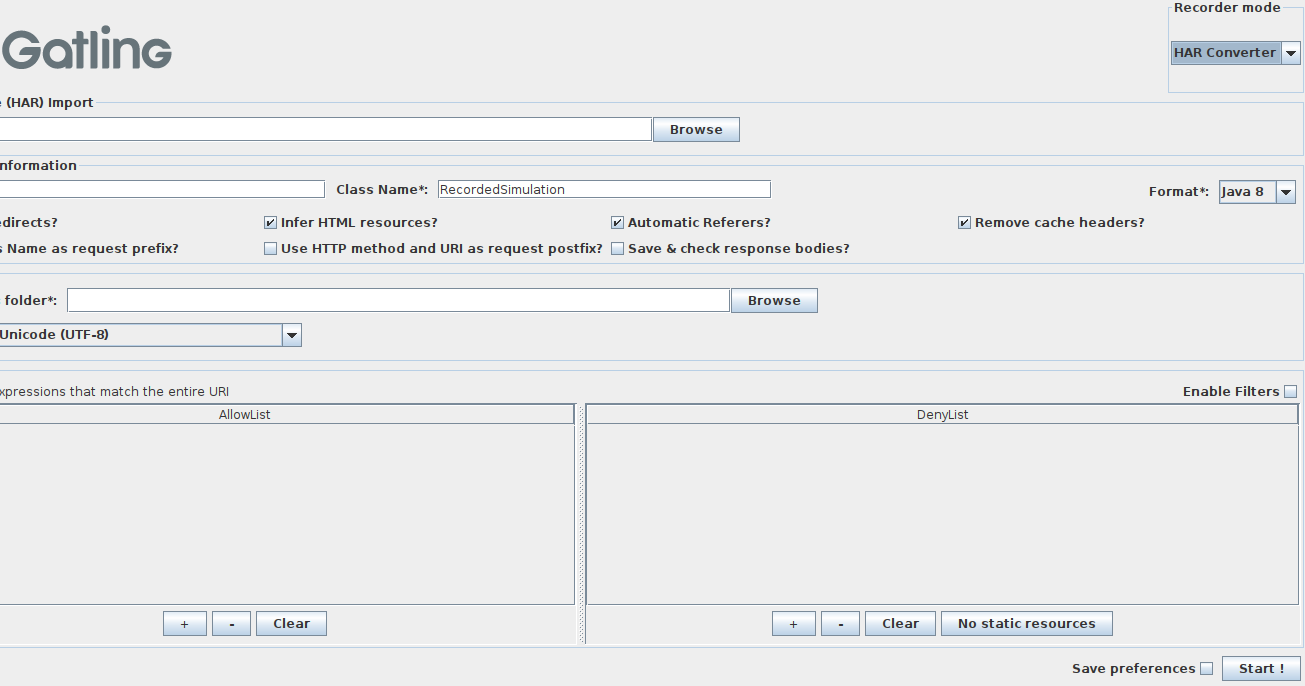 Recorder mode
Gatling
HAR Converter
(HAR) Import
Browse
nformation
Class Name*: RecordedSimulation
Format*: Java 8
edirects?
Infer HTML resources?
Automatic Referers?
Remove cache headers?
s Name as request prefix?
Use HTTP method and URI as request postfix?
Save & check response bodies?
folder*:
Browse
Unicode (UTF-8)
xpressions that match the entire URI
Enable Filters
AllowList
DenyList
+ - Clear
+ - Clear No static resources
Save preferences
Start !